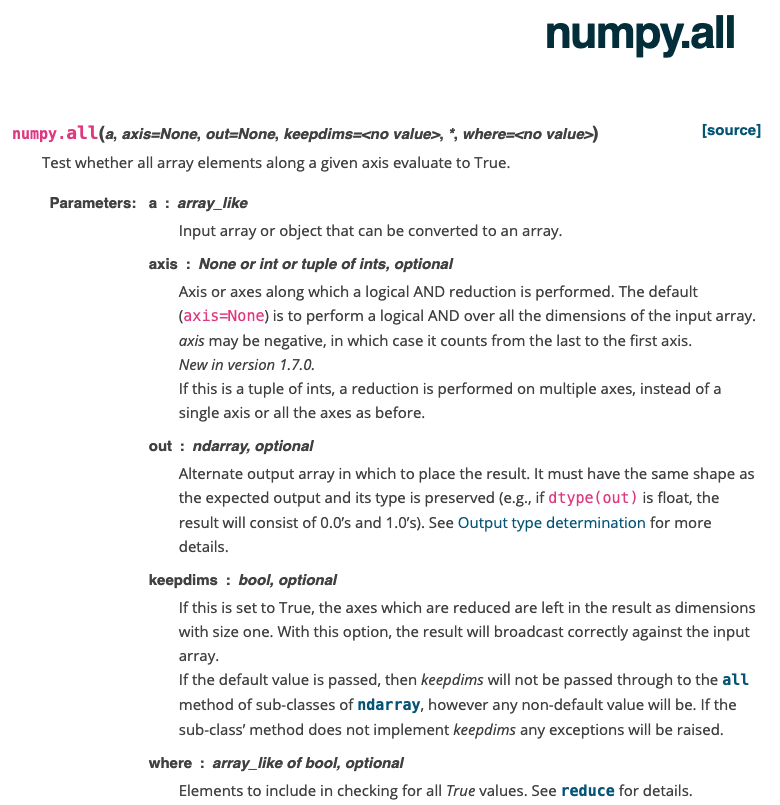 numpy.all
numpy.all(a, axis=None, out=None, keepdims=<no value>, *, where=<no value>) [source]
Test whether all array elements along a given axis evaluate to True.
Parameters: a : array_like
Input array or object that can be converted to an array.
axis : None or int or tuple of ints, optional
Axis or axes along which a logical AND reduction is performed. The default
(axis=None) is to perform a logical AND over all the dimensions of the input array.
axis may be negative, in which case it counts from the last to the first axis.
New in version 1.7.0.
If this is a tuple of ints, a reduction is performed on multiple axes, instead of a
single axis or all the axes as before.
out : ndarray, optional
Alternate output array in which to place the result. It must have the same shape as
the expected output and its type is preserved (e.g., if dtype(out) is float, the
result will consist of 0.0’s and 1.0’s). See Output type determination for more
details.
keepdims : bool, optional
If this is set to True, the axes which are reduced are left in the result as dimensions
with size one. With this option, the result will broadcast correctly against the input
array.
If the default value is passed, then keepdims will not be passed through to the all
method of sub-classes of ndarray, however any non-default value will be. If the
sub-class’ method does not implement keepdims any exceptions will be raised.
where : array_like of bool, optional
Elements to include in checking for all True values. See reduce for details.